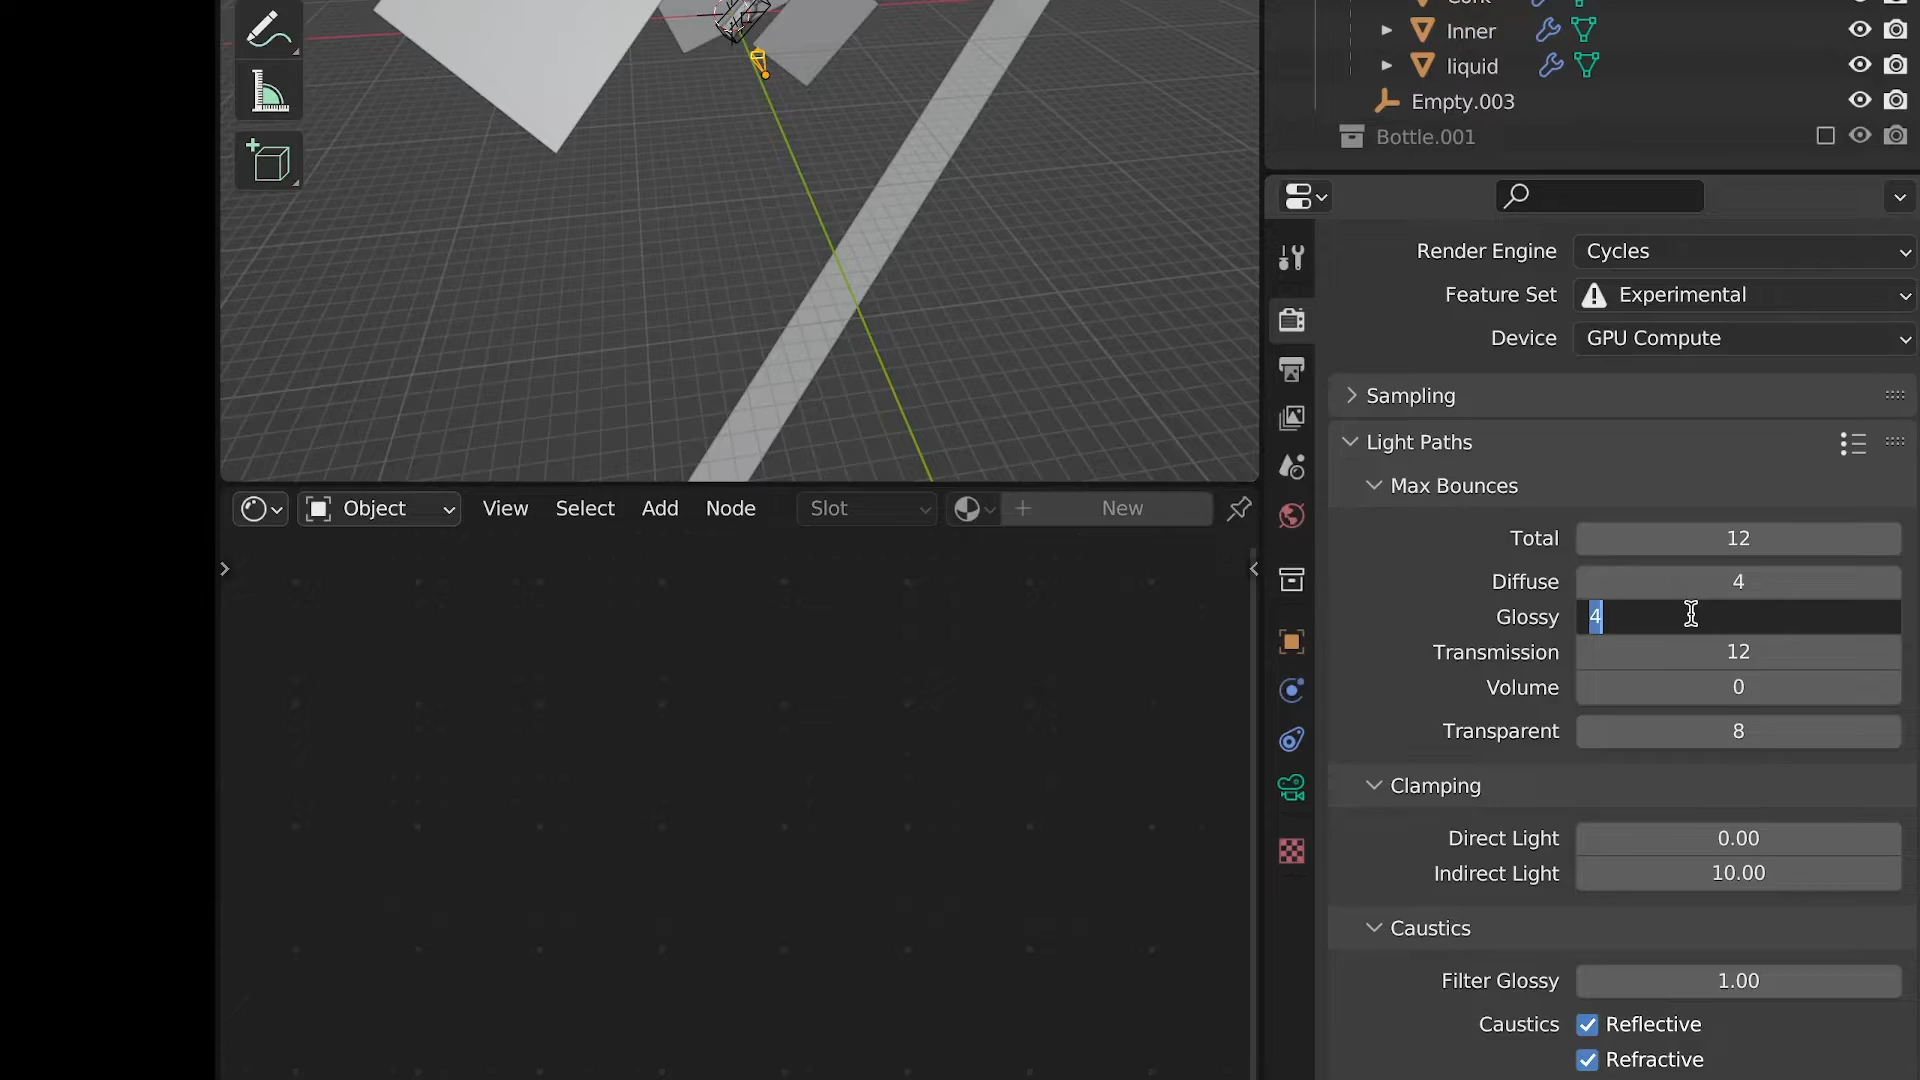 Inner
liquid
Empty.003
Bottle.001
Render Engine Cycles
Feature Set Experimental
Device GPU Compute
Sampling
Light Paths
Max Bounces
Object View Select Add Node Slot New
Total 12
Diffuse 4
Glossy 4
Transmission 12
Volume 0
Transparent 8
Clamping
Direct Light 0.00
Indirect Light 10.00
Caustics
Filter Glossy 1.00
Caustics Reflective
Refractive